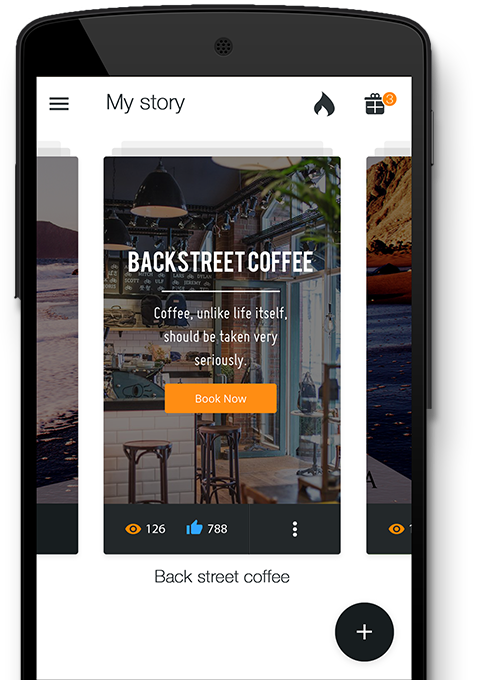 My story
3
BACKSTREET COFFEE
Coffee, unlike life itself,
should be taken very
seriously.
Book Now
126 788
Back street coffee